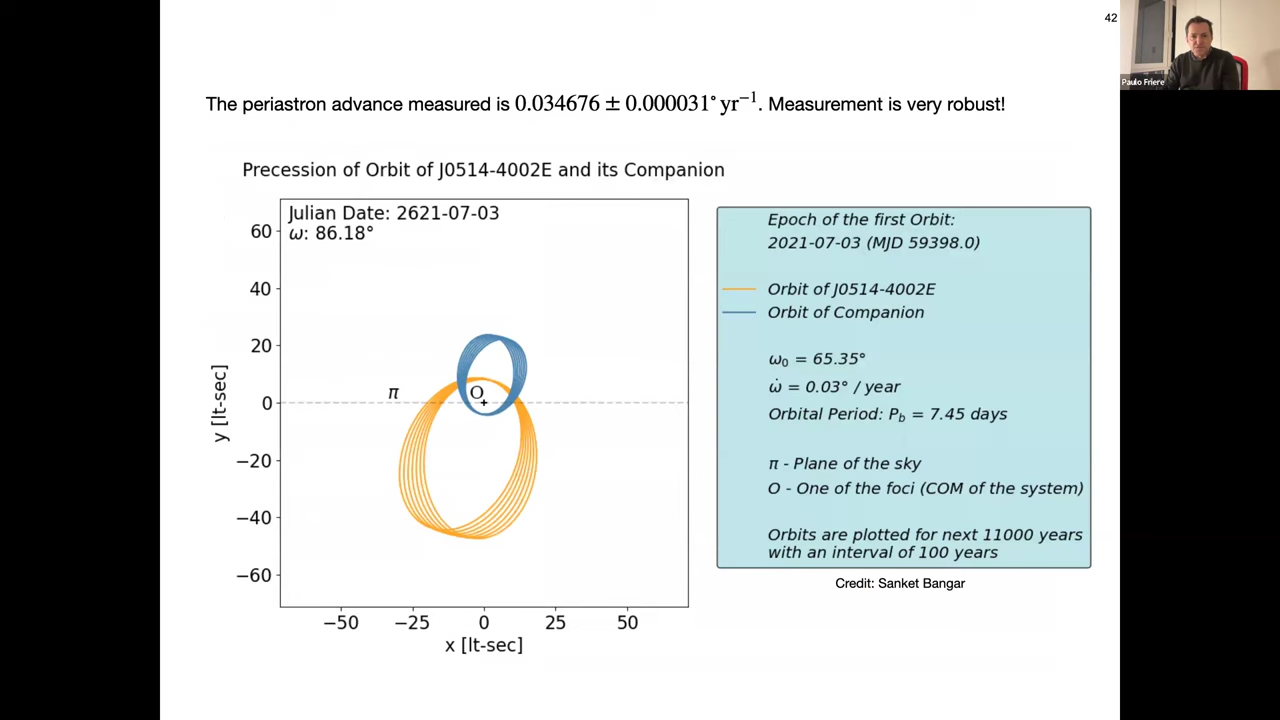 42
Paulo Friere
The periastron advance measured is 0.034676 ± 0.000031° yr⁻¹. Measurement is very robust!
Precession of Orbit of J0514-4002E and its Companion
Julian Date: 2621-07-03
ω: 86.18°
60
40
20
0
−20
−40
−60
y [lt-sec]
π
O
−50 −25 0 25 50
x [lt-sec]
Epoch of the first Orbit:
2021-07-03 (MJD 59398.0)
Orbit of J0514-4002E
Orbit of Companion
ω₀ = 65.35°
ω̇ = 0.03° / year
Orbital Period: P_b = 7.45 days
π - Plane of the sky
O - One of the foci (COM of the system)
Orbits are plotted for next 11000 years
with an interval of 100 years
Credit: Sanket Bangar